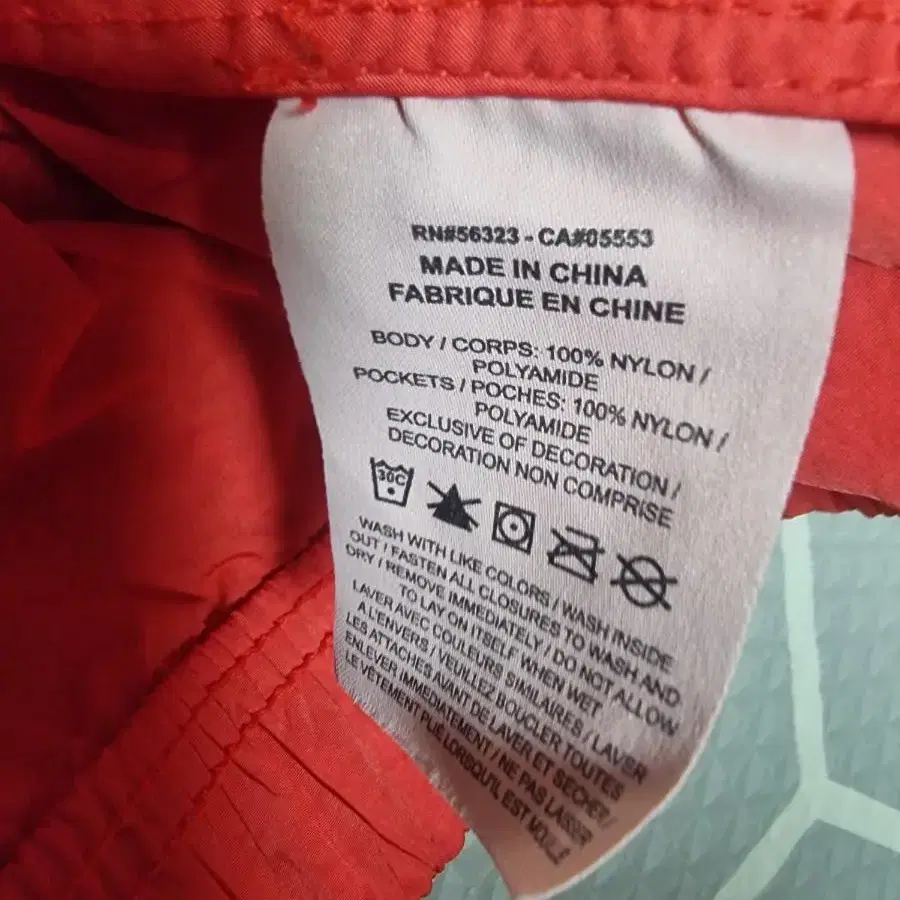 RN#56323 - CA#05553
MADE IN CHINA
FABRIQUE EN CHINE
BODY / CORPS: 100% NYLON /
POLYAMIDE
POCKETS / POCHES: 100% NYLON /
POLYAMIDE
EXCLUSIVE OF DECORATION /
DECORATION NON COMPRISE
30C
WASH WITH LIKE COLORS / WASH INSIDE
OUT / FASTEN ALL CLOSURES TO WASH AND
DRY / REMOVE IMMEDIATELY / DO NOT ALLOW
TO LAY ON ITSELF WHEN WET
LAVER AVEC COULEURS SIMILAIRES / LAVER
A L'ENVERS / VEUILLEZ BOUCLER TOUTES
LES ATTACHES AVANT DE LAVER ET SECHER /
ENLEVER IMMEDIATEMENT / NE PAS LAISSER
LE VÊTEMENT PLIÉ LORSQU'IL EST MOUILLÉ